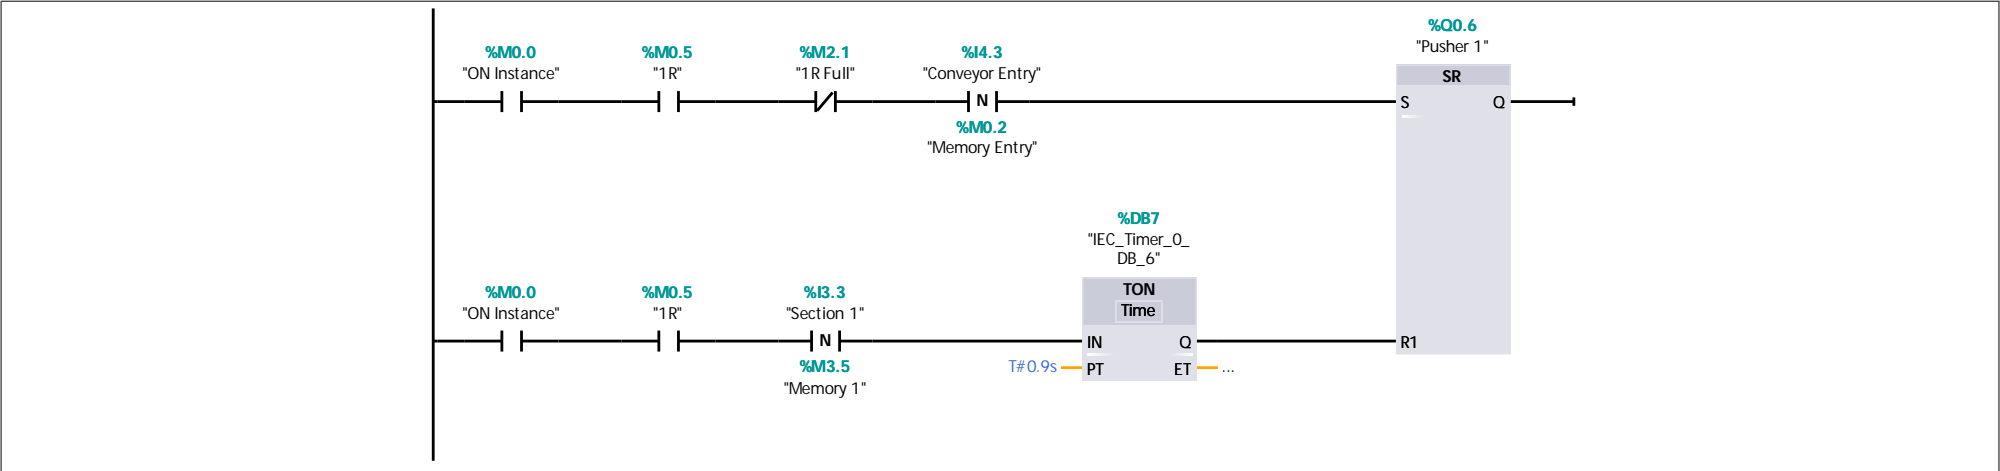 %Q0.6
"Pusher 1"
%M0.0
%M0.5
%M2.1
%I4.3
"ON Instance"
"1R"
"1R Full"
"Conveyor Entry"
SR
N
S
Q
%M0.2
"Memory Entry"
%DB7
"IEC_Timer_0_
DB_6"
%M0.0
%M0.5
%I3.3
"ON Instance"
"1R"
"Section 1"
TON
Time
N
IN
Q
R1
%M3.5
"Memory 1"
T#0.9s
PT
ET
...